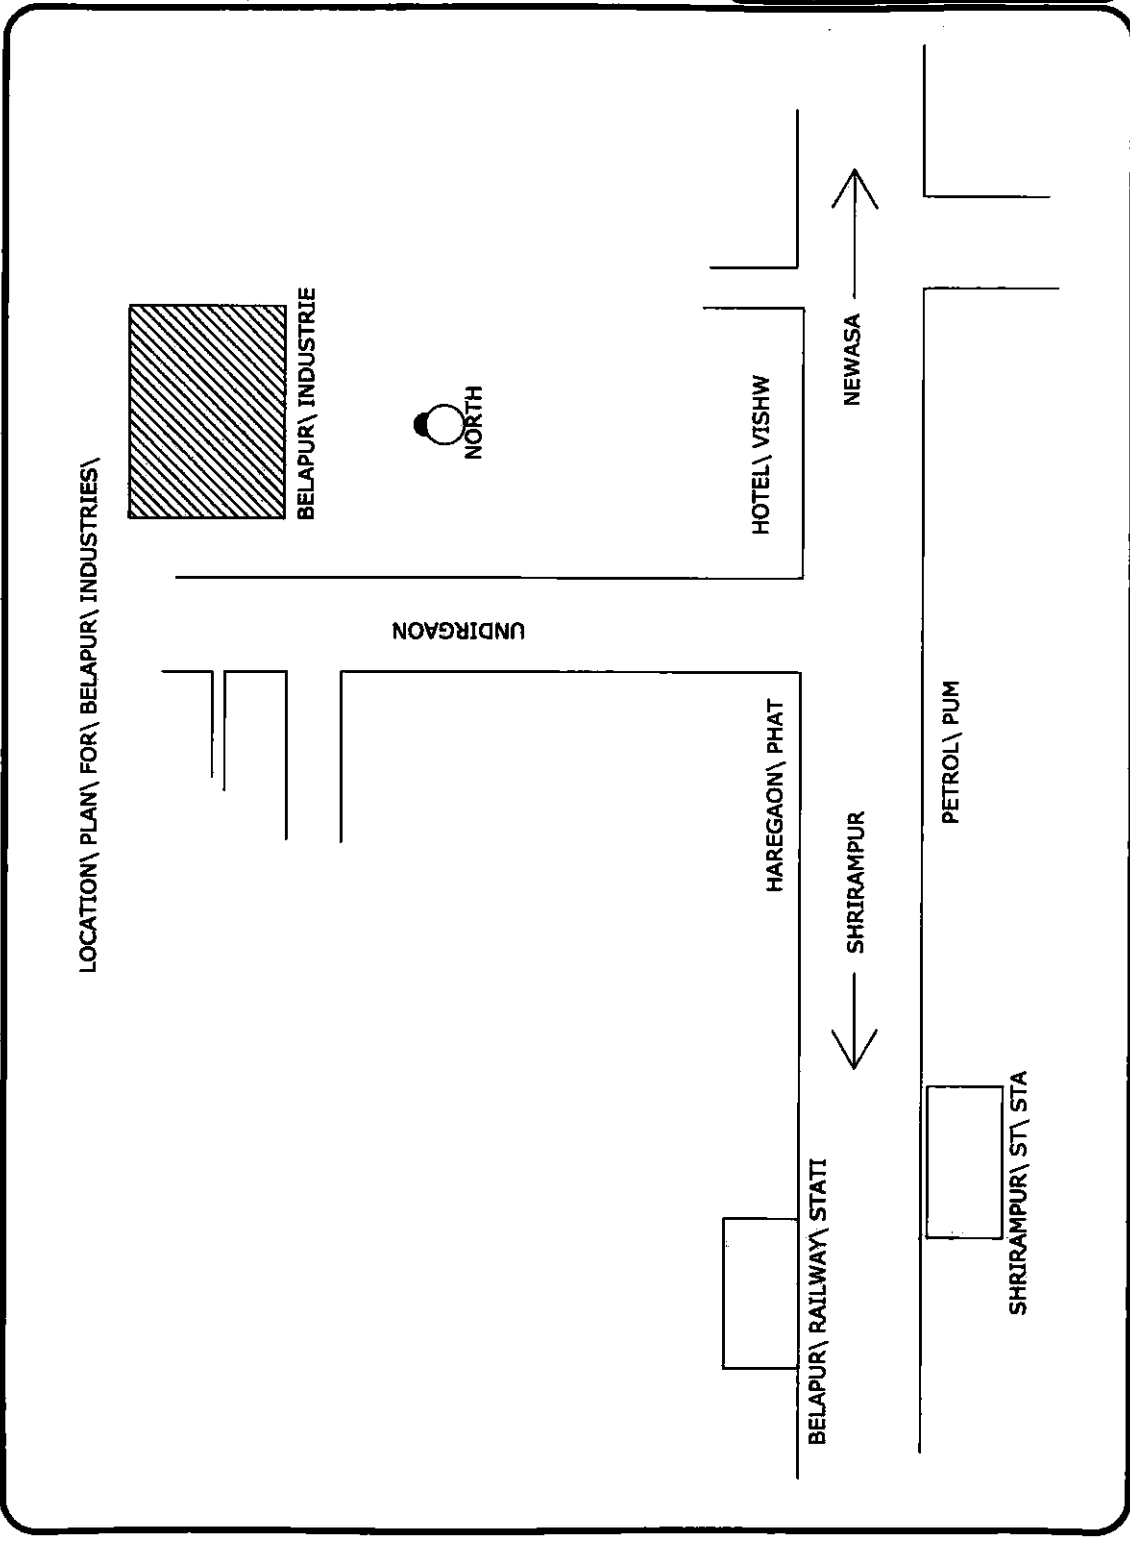 LOCATION\ PLAN\ FOR\ BELAPUR\ INDUSTRIES\
BELAPUR\ INDUSTRIE
NORTH
UNDIRGAON
HOTEL\ VISHW
HAREGAON\ PHAT
NEWASA
SHRIRAMPUR
PETROL\ PUM
BELAPUR\ RAILWAY\ STATI
SHRIRAMPUR\ ST\ STA